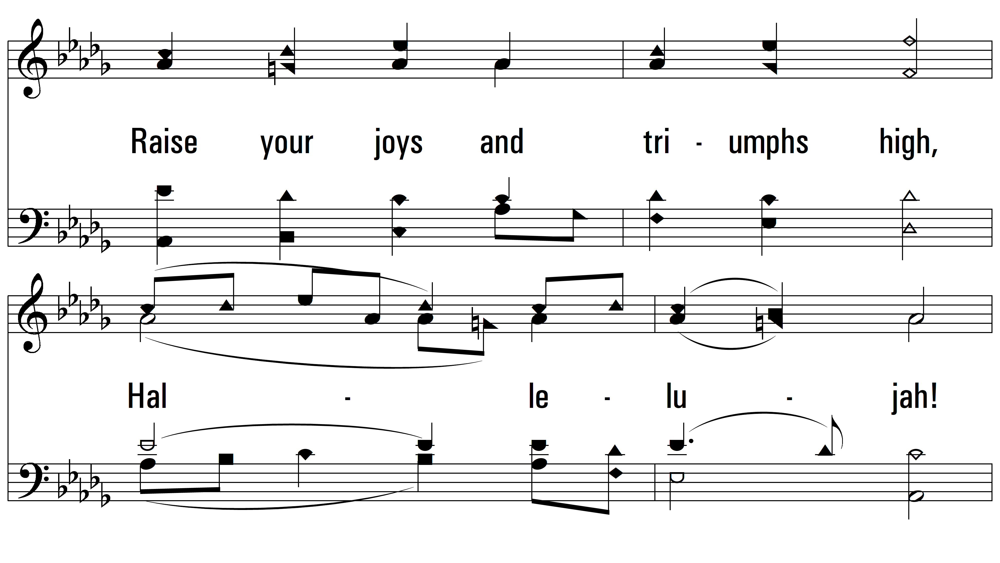 Raise your joys and tri - umphs high,
Hal - le - lu - jah!